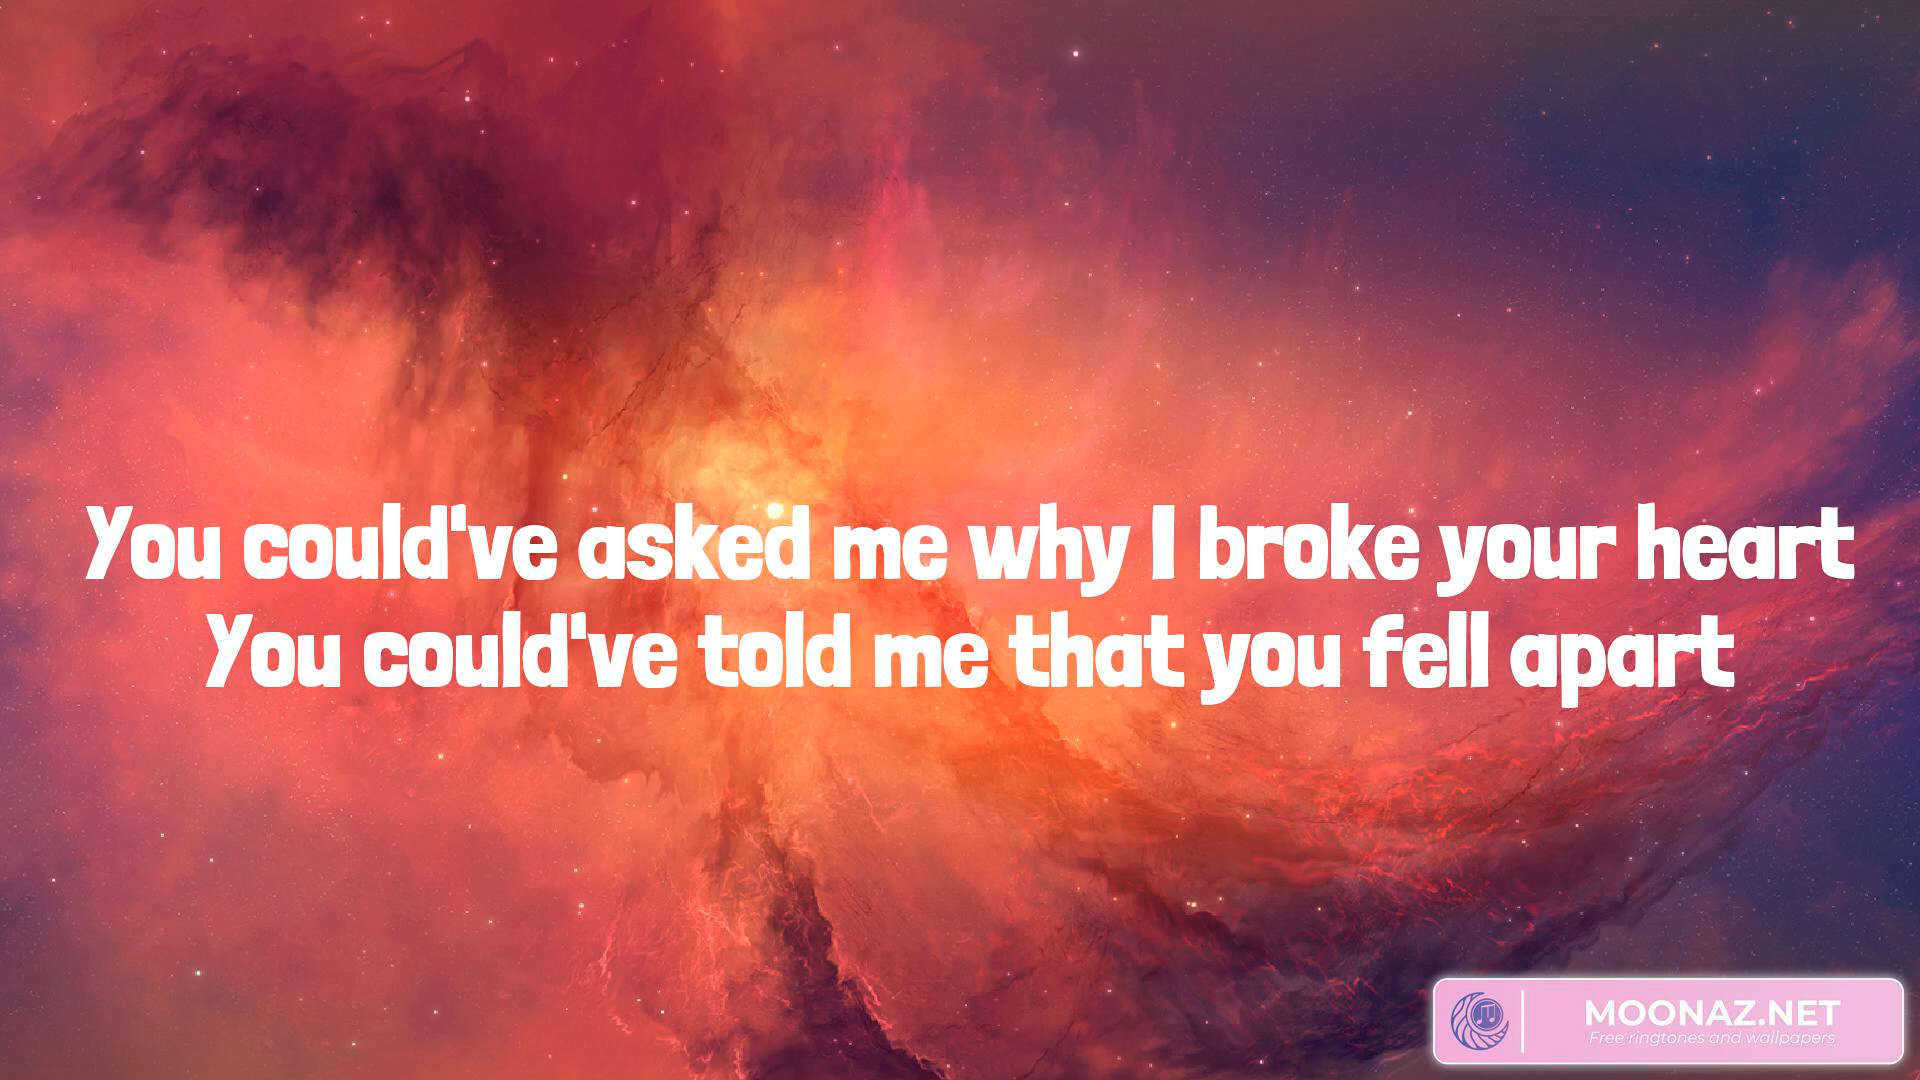 You could've asked me why I broke your heart
You could've told me that you fell apart
MOONAZ.NET
Free ringtones and wallpapers